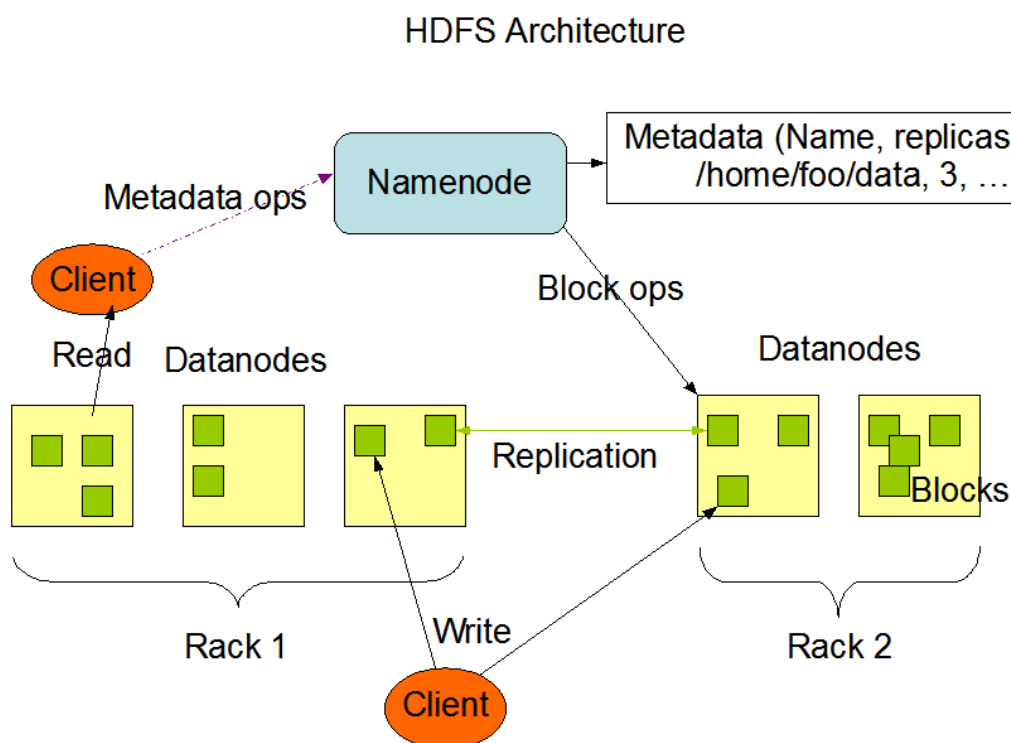 HDFS Architecture
Metadata (Name, replicas
/home/foo/data, 3, …
Namenode
Metadata ops
Client
Block ops
Read
Datanodes
Datanodes
Replication
Blocks
Rack 1
Write
Rack 2
Client